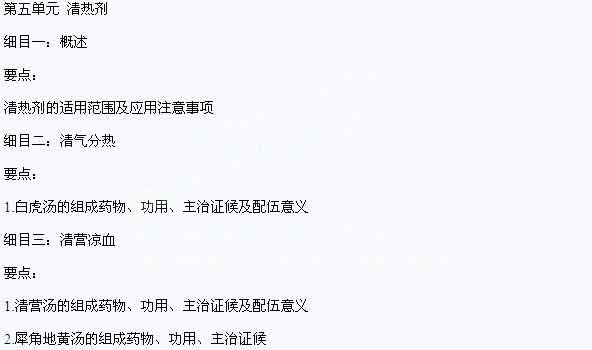 第五单元 清热剂
细目一：概述
要点：
清热剂的适用范围及应用注意事项
细目二：清气分热
要点：
1.白虎汤的组成药物、功用、主治证候及配伍意义
细目三：清营凉血
要点：
1.清营汤的组成药物、功用、主治证候及配伍意义
2.犀角地黄汤的组成药物、功用、主治证候